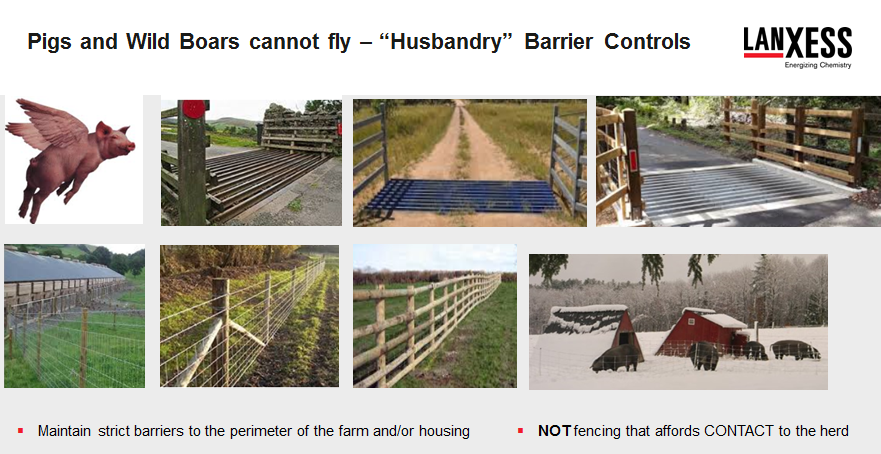 Pigs and Wild Boars cannot fly – “Husbandry” Barrier Controls
LANXESS
Energizing Chemistry
Maintain strict barriers to the perimeter of the farm and/or housing
NOT fencing that affords CONTACT to the herd